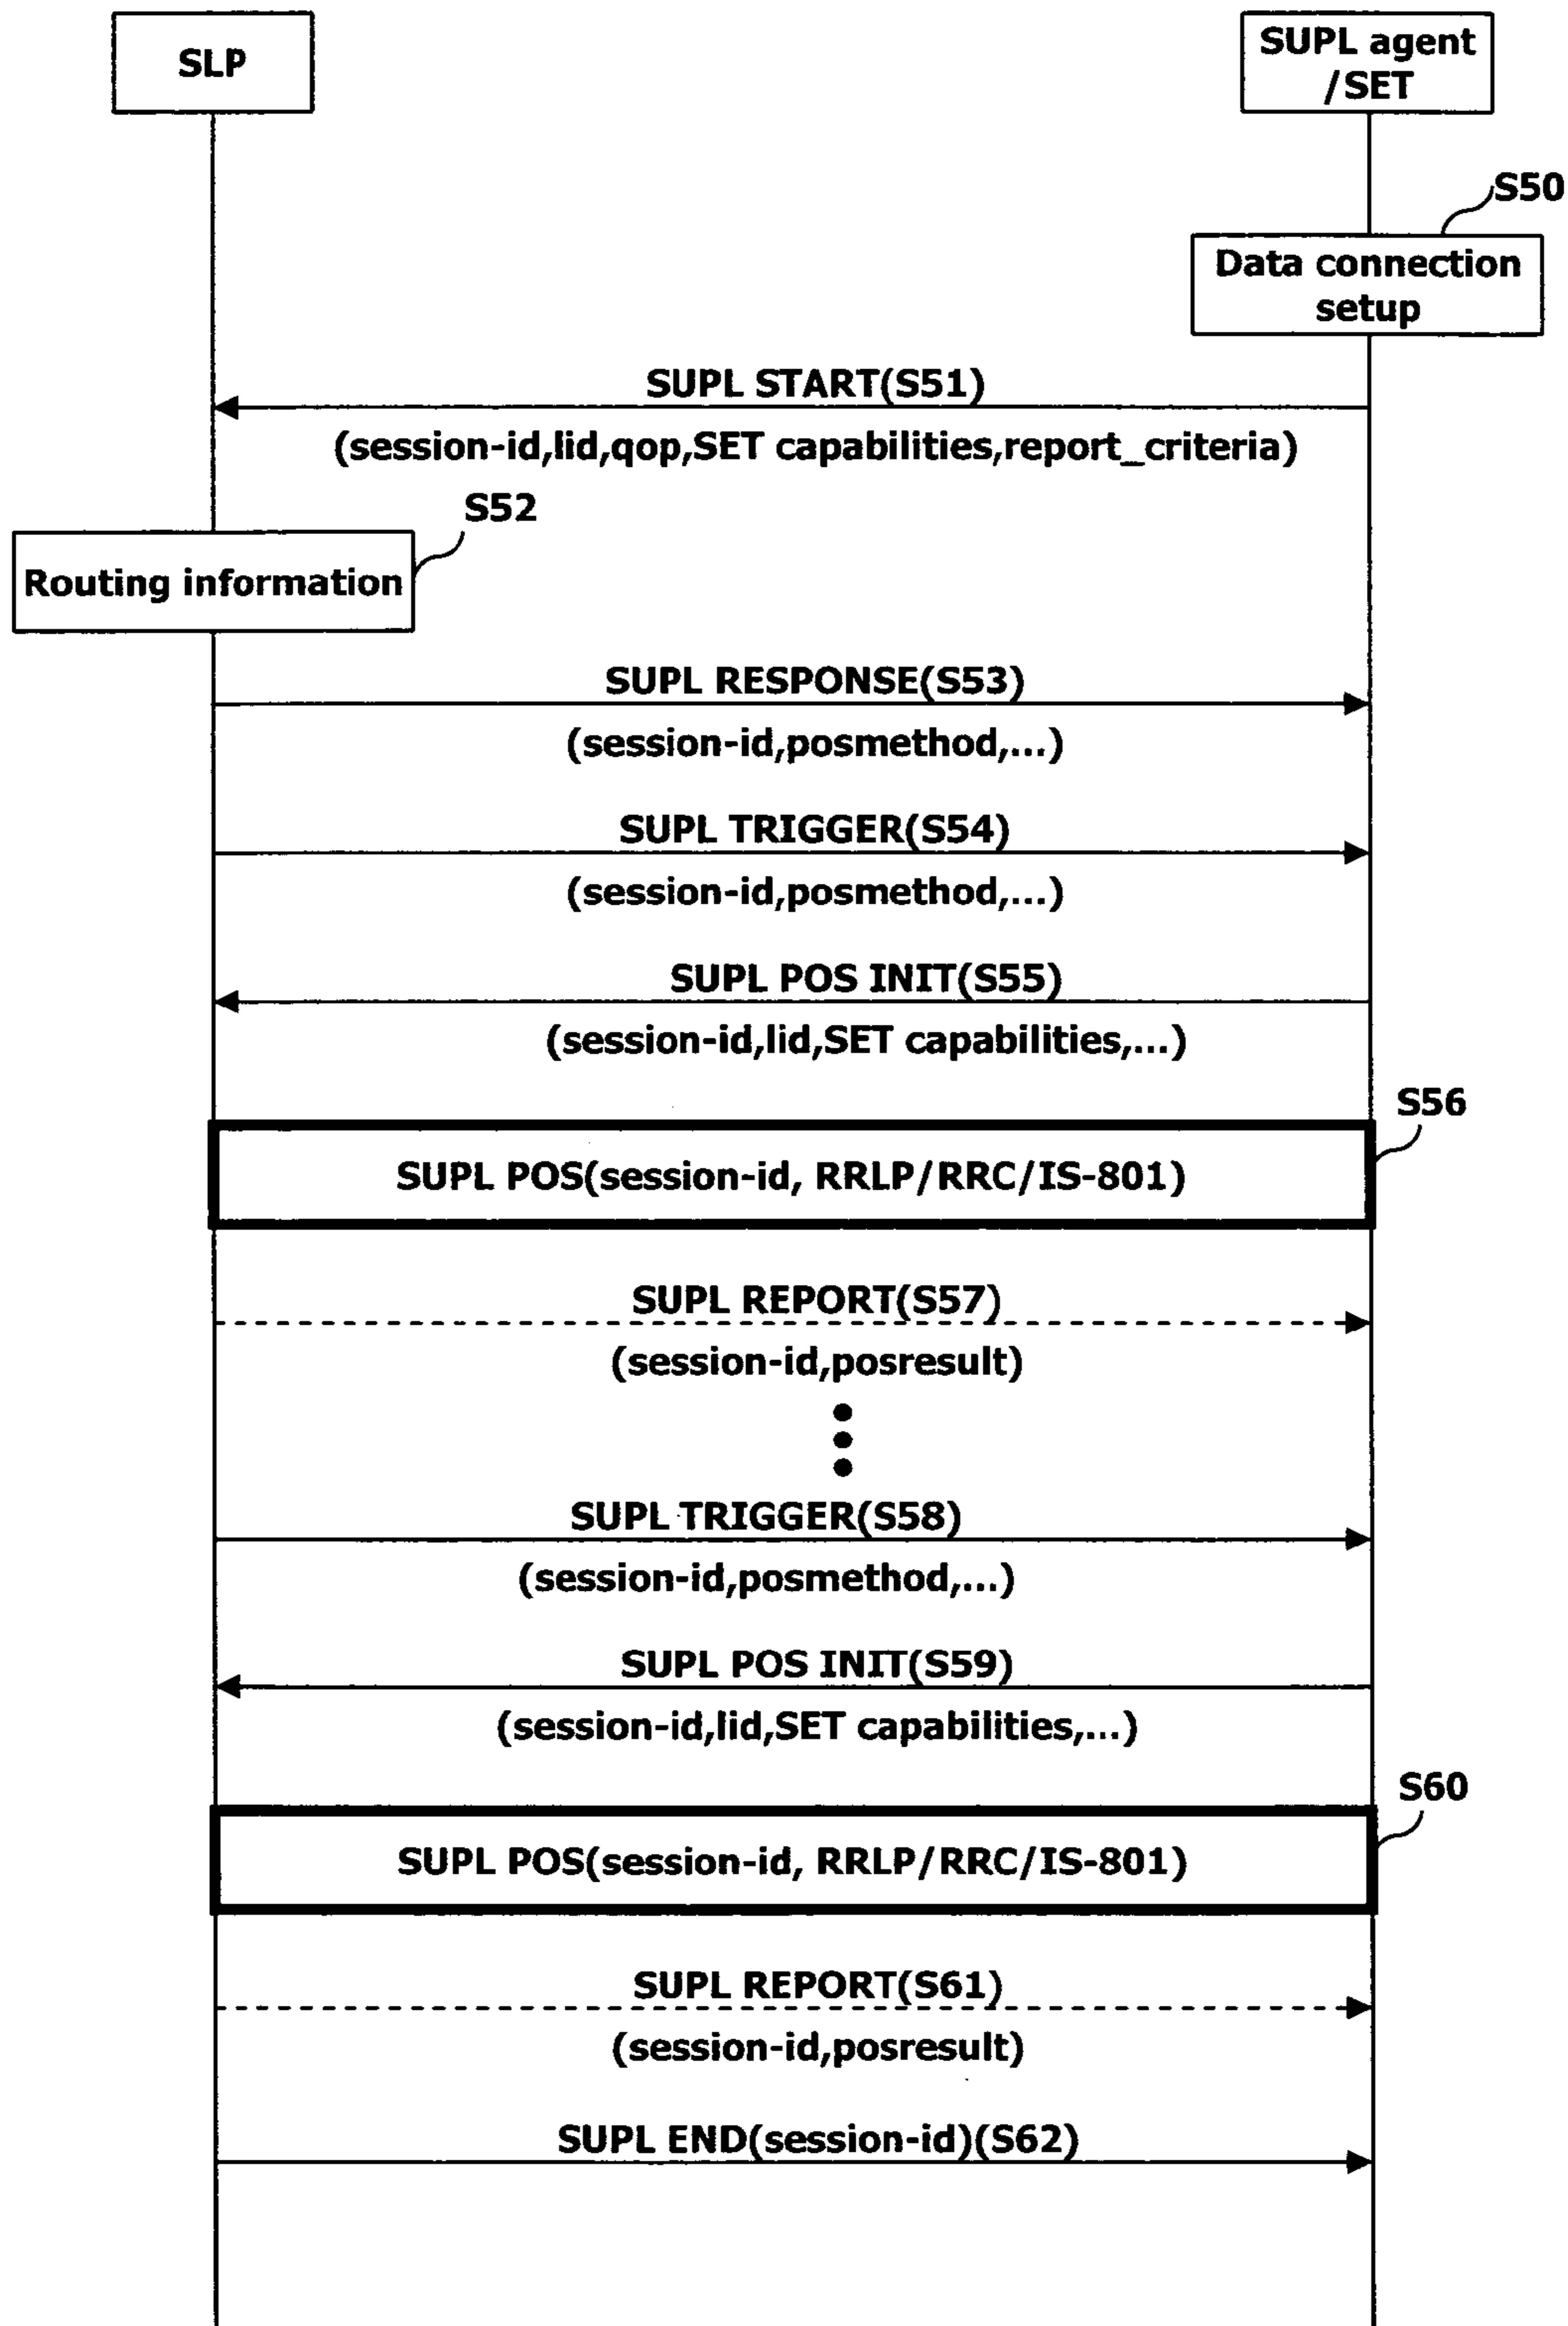 SLP
SUPL agent
/SET
S50
Data connection
setup
SUPL START(S51)
(session-id,lid,qop,SET capabilities,report_criteria)
S52
Routing information
SUPL RESPONSE(S53)
(session-id,posmethod,...)
SUPL TRIGGER(S54)
(session-id,posmethod,...)
SUPL POS INIT(S55)
(session-id,lid,SET capabilities,...)
S56
SUPL POS(session-id, RRLP/RRC/IS-801)
SUPL REPORT(S57)
(session-id,posresult)
SUPL TRIGGER(S58)
(session-id,posmethod,...)
SUPL POS INIT(S59)
(session-id,lid,SET capabilities,...)
S60
SUPL POS(session-id, RRLP/RRC/IS-801)
SUPL REPORT(S61)
(session-id,posresult)
SUPL END(session-id)(S62)